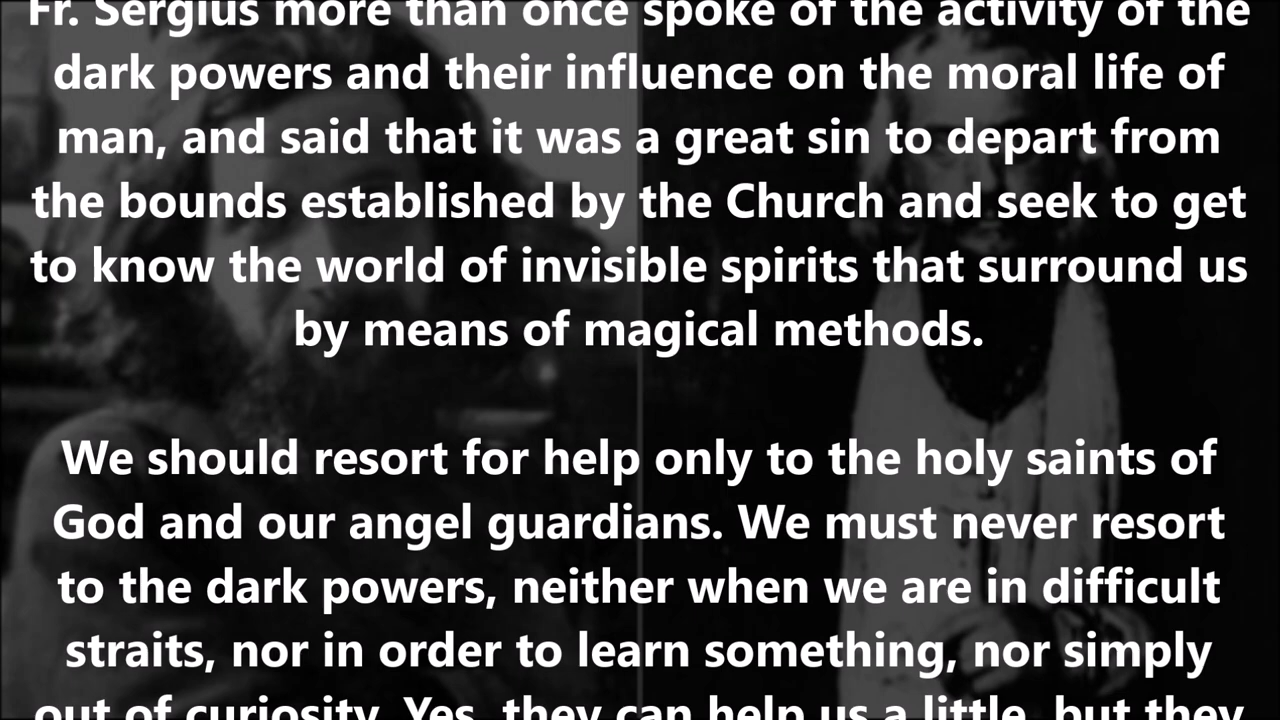 Fr. Sergius more than once spoke of the activity of the
dark powers and their influence on the moral life of
man, and said that it was a great sin to depart from
the bounds established by the Church and seek to get
to know the world of invisible spirits that surround us
by means of magical methods.
We should resort for help only to the holy saints of
God and our angel guardians. We must never resort
to the dark powers, neither when we are in difficult
straits, nor in order to learn something, nor simply
out of curiosity. Yes, they can help us a little, but they